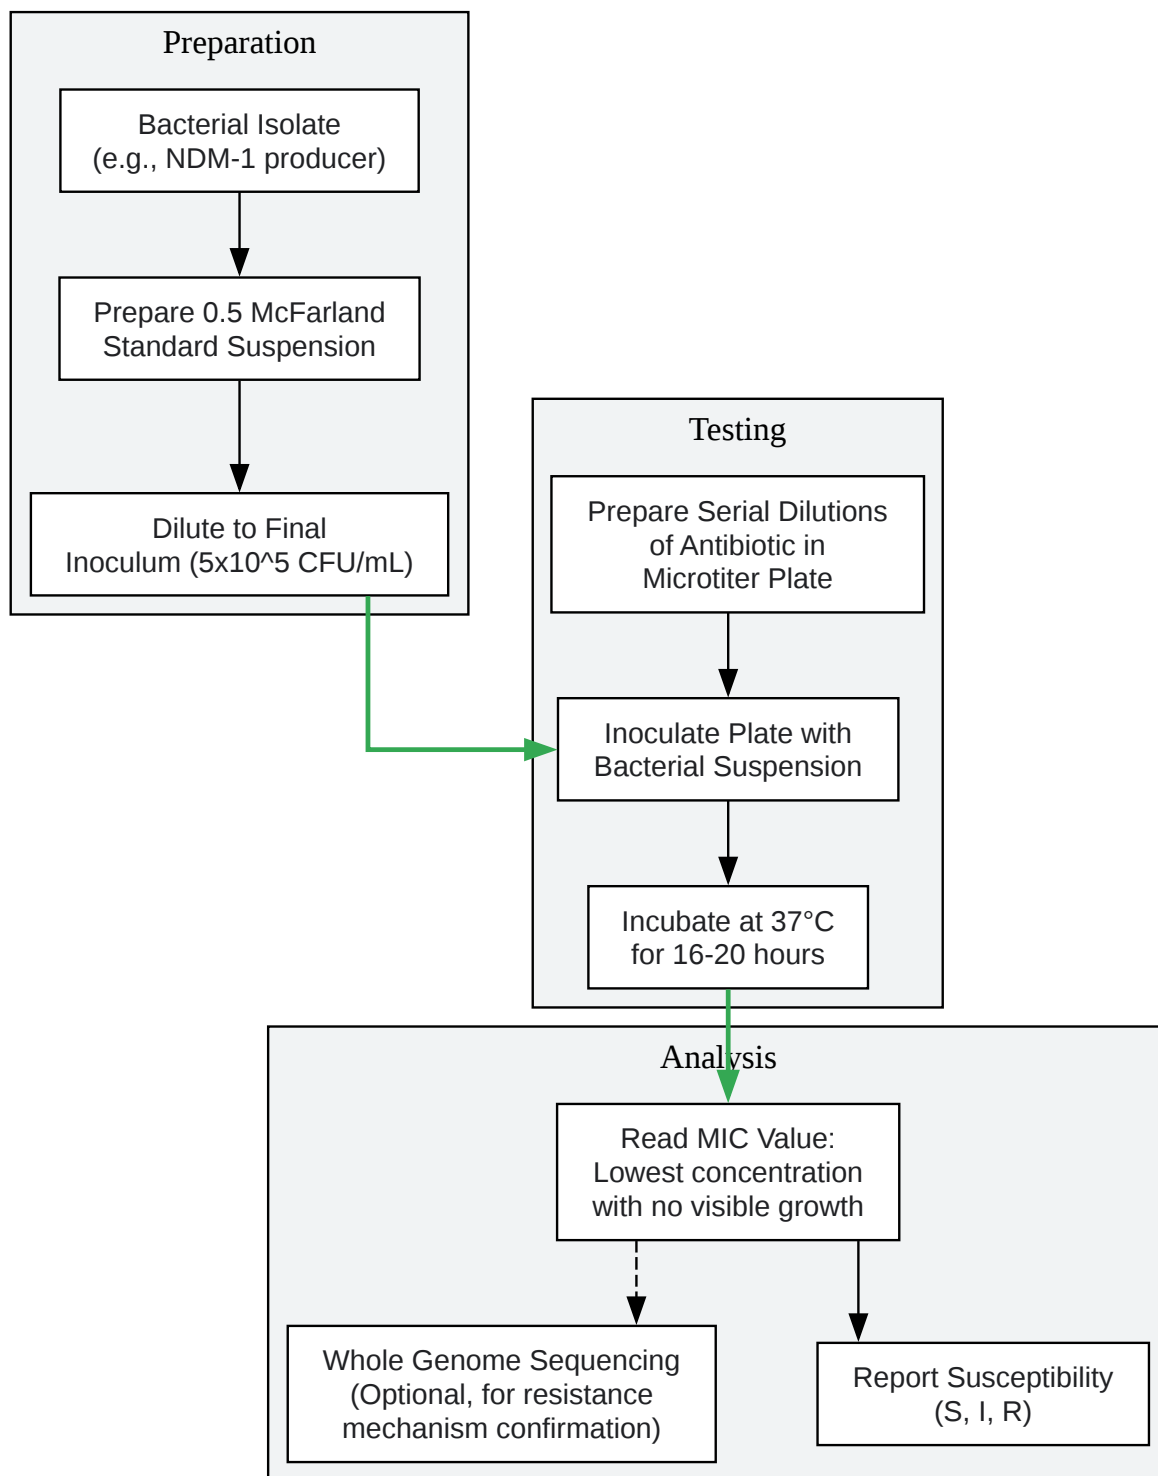 Preparation
Bacterial Isolate
(e.g., NDM-1 producer)
Prepare 0.5 McFarland
Standard Suspension
Dilute to Final
Inoculum (5x10^5 CFU/mL)
Testing
Prepare Serial Dilutions
of Antibiotic in
Microtiter Plate
Inoculate Plate with
Bacterial Suspension
Incubate at 37°C
for 16-20 hours
Analysis
Read MIC Value:
Lowest concentration
with no visible growth
Whole Genome Sequencing
(Optional, for resistance
mechanism confirmation)
Report Susceptibility
(S, I, R)